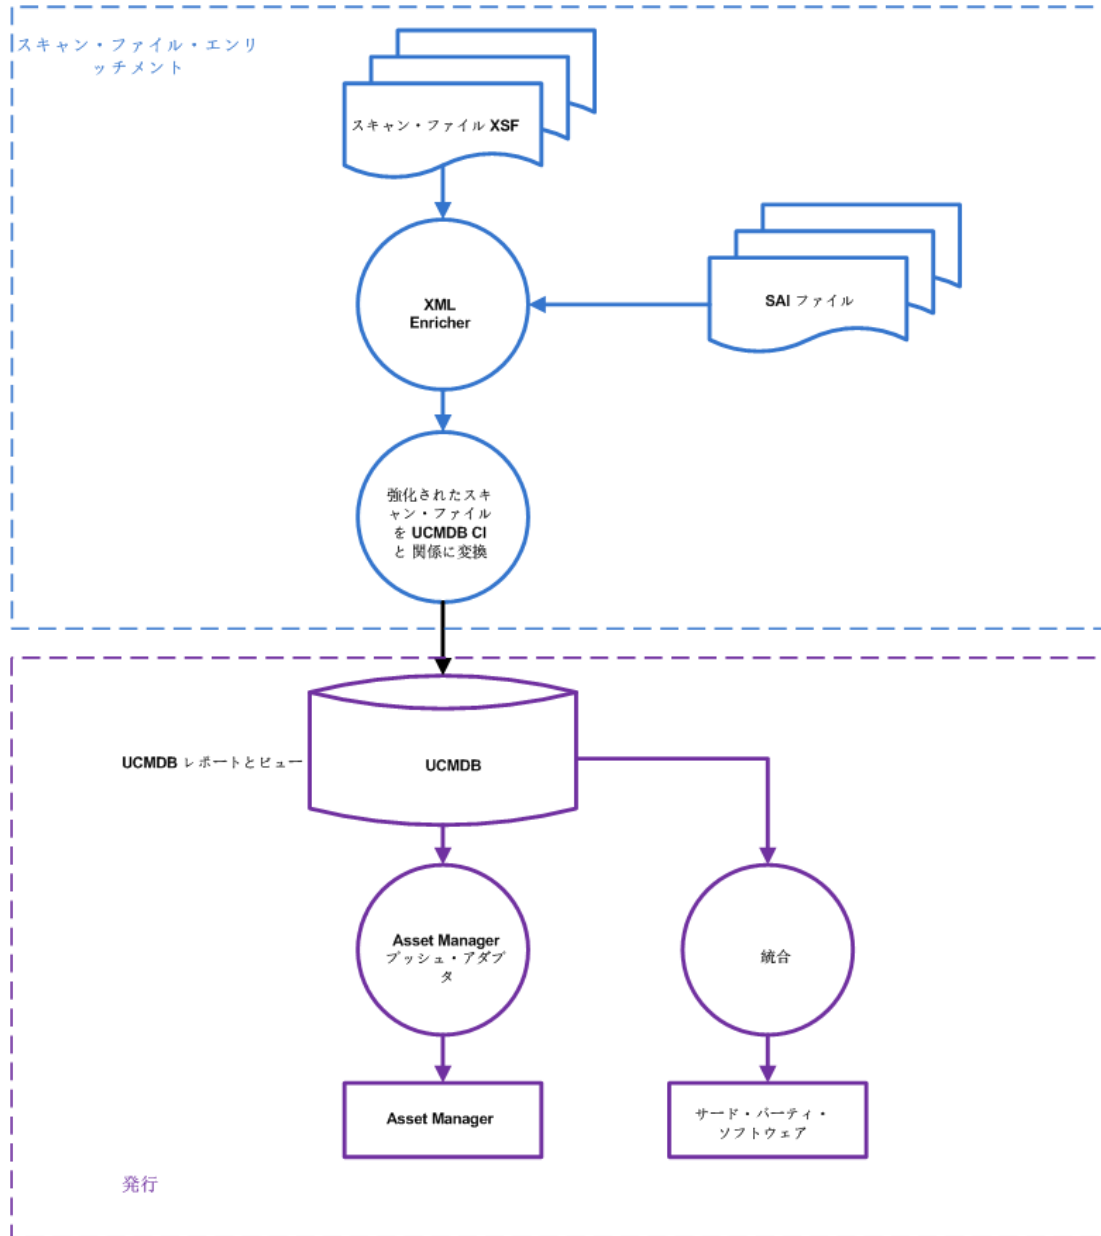 スキャン・ファイル・エンリ
ッチメント
スキャン・ファイル XSF
SAI ファイル
XML
Enricher
強化されたスキ
ャン・ファイル
を UCMDB CI
と 関係に変換
UCMDB レポートとビュー
UCMDB
Asset Manager
プッシュ・アダプ
タ
統合
Asset Manager
サード・パーティ・
ソフトウェア
発行